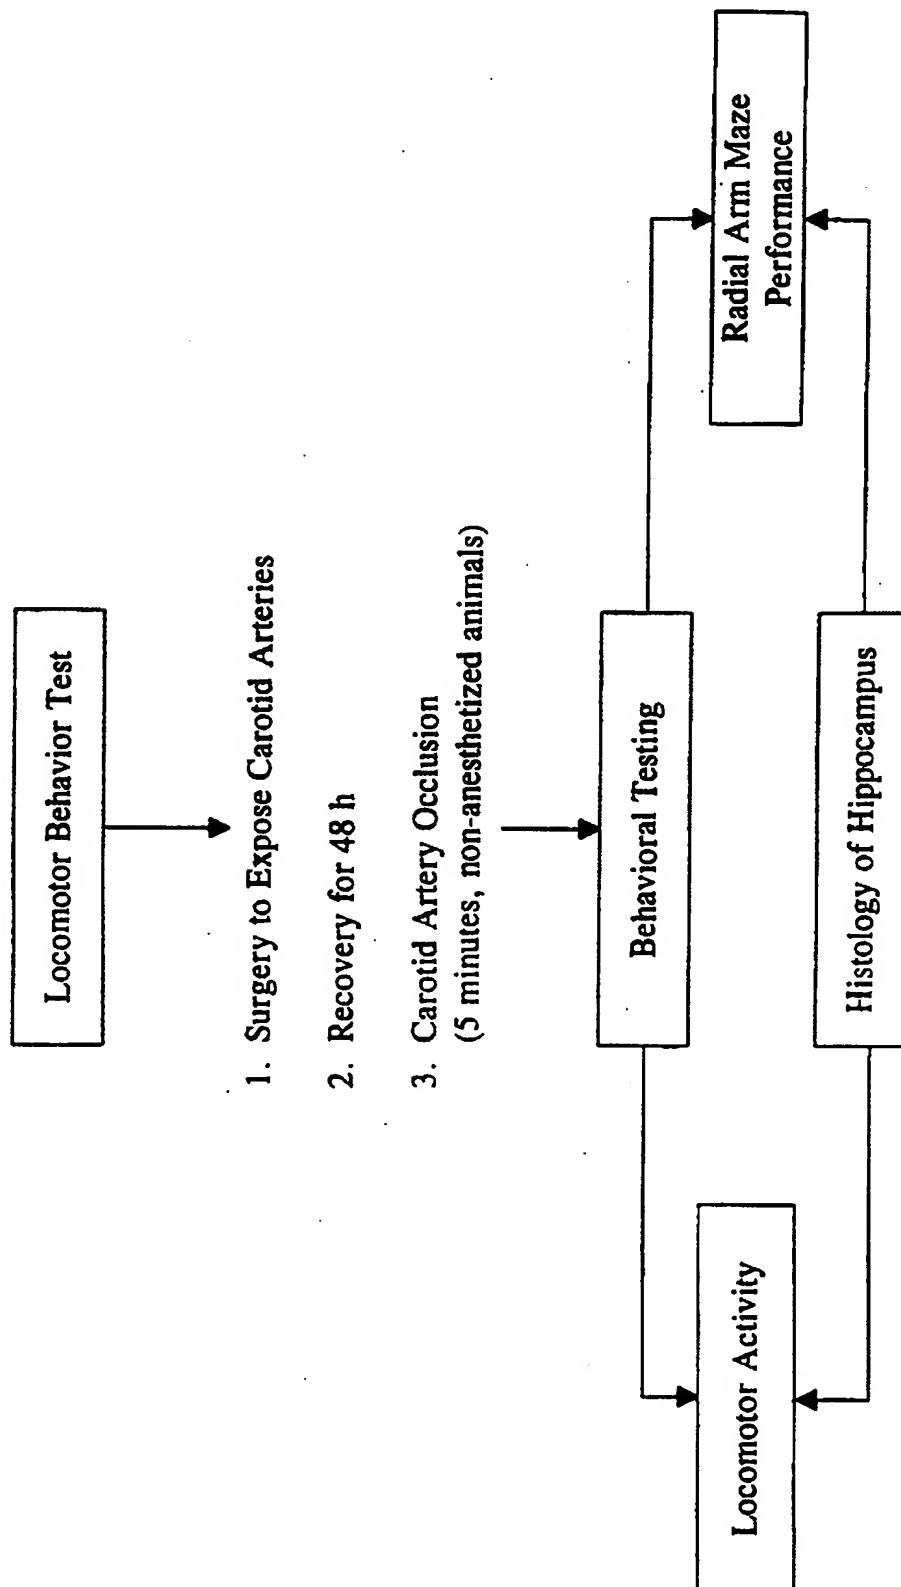 Locomotor Behavior Test
1. Surgery to Expose Carotid Arteries
2. Recovery for 48 h
3. Carotid Artery Occlusion
(5 minutes, non-anesthetized animals)
Behavioral Testing
Locomotor Activity
Radial Arm Maze
Performance
Histology of Hippocampus